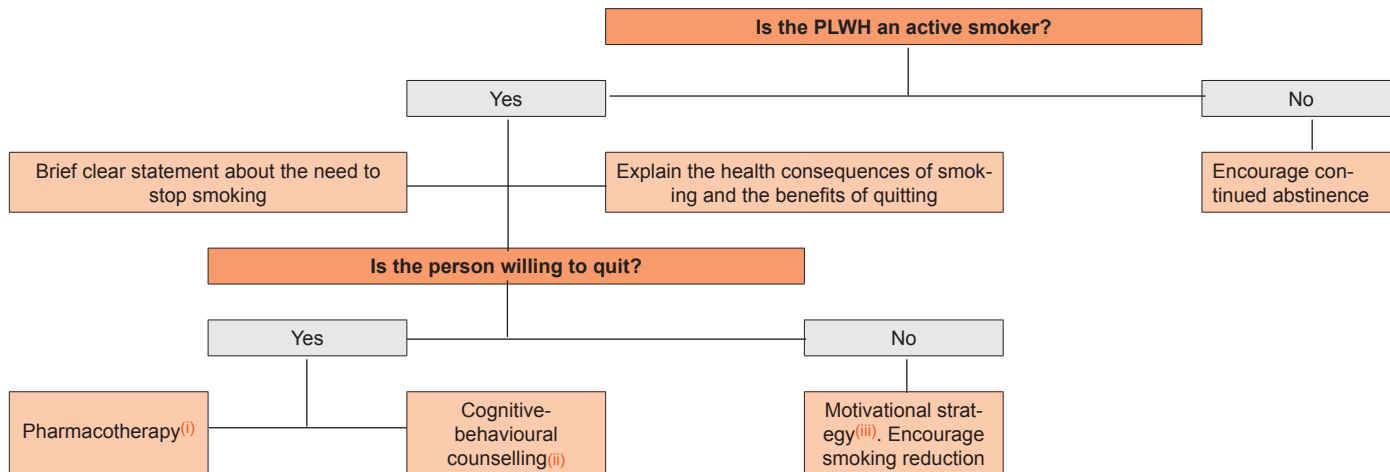 Is the PLWH an active smoker?
Yes
No
Brief clear statement about the need to
stop smoking
Explain the health consequences of smok-
ing and the benefits of quitting
Encourage con-
tinued abstinence
Is the person willing to quit?
Yes
No
Pharmacotherapy(i)
Cognitive-
behavioural
counselling(ii)
Motivational strat-
egy(iii). Encourage
smoking reduction